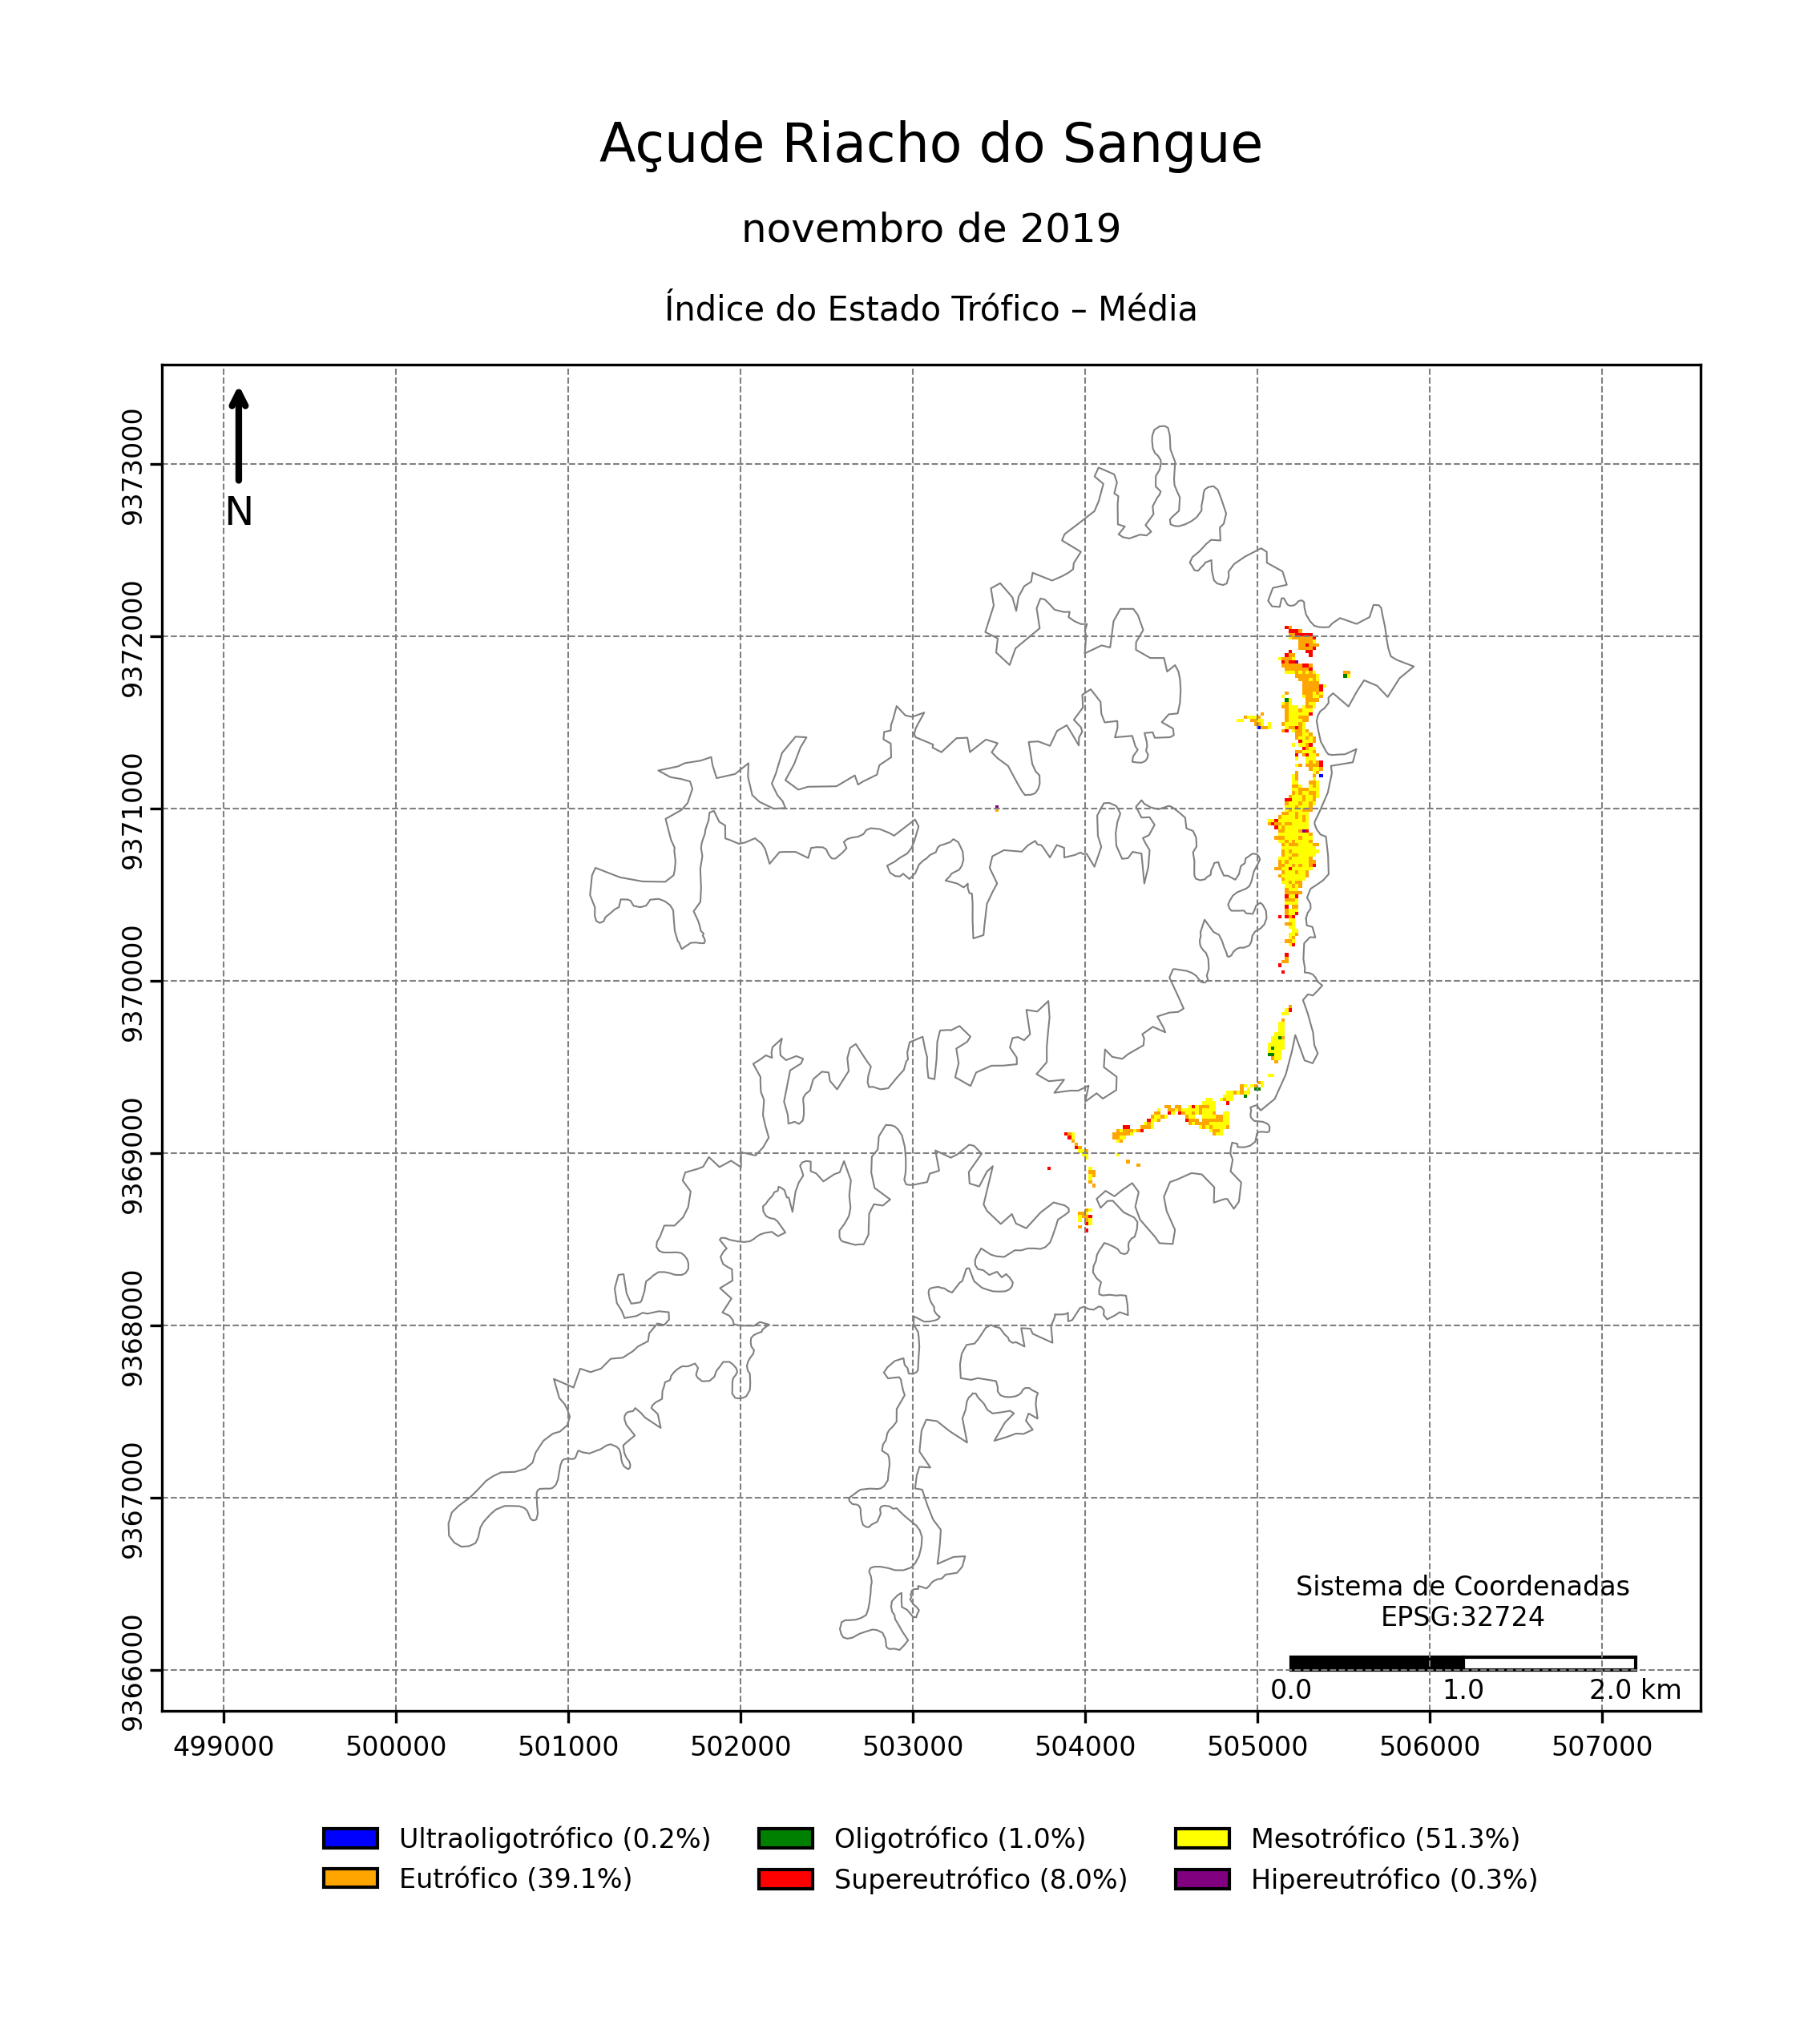 Açude Riacho do Sangue
novembro de 2019
Índice do Estado Trófico – Média
N
9373000
9372000
9371000
9370000
9369000
9368000
9367000
9366000
Sistema de Coordenadas
EPSG:32724
0.0 1.0 2.0 km
499000 500000 501000 502000 503000 504000 505000 506000 507000
Ultraoligotrófico (0.2%) Oligotrófico (1.0%) Mesotrófico (51.3%)
Eutrófico (39.1%) Supereutrófico (8.0%) Hipereutrófico (0.3%)